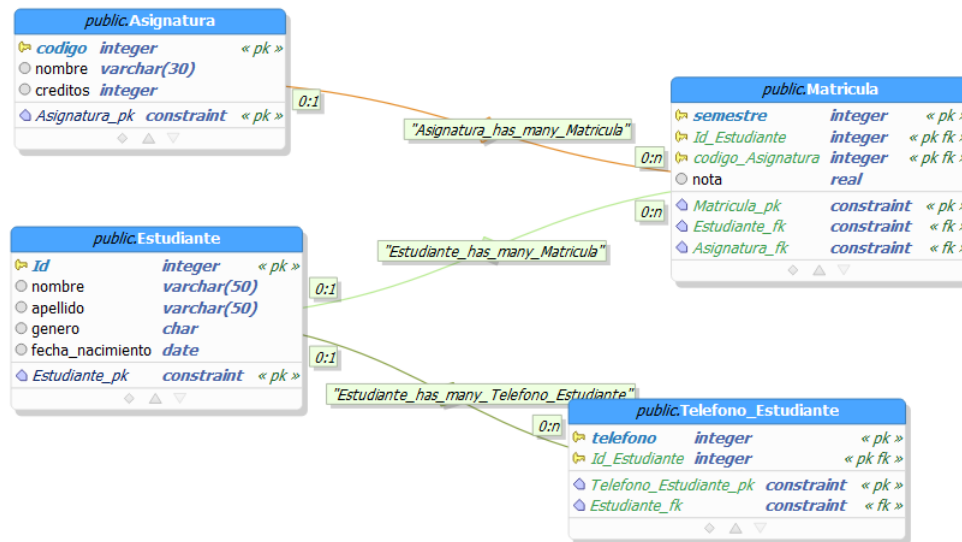 public.Asignatura
codigo integer « pk »
nombre varchar(30)
creditos integer
Asignatura_pk constraint « pk »
0:1
"Asignatura_has_many_Matricula"
0:n
public.Matricula
semestre integer « pk »
Id_Estudiante integer « pk fk »
codigo_Asignatura integer « pk fk »
nota real
Matricula_pk constraint « pk »
Estudiante_fk constraint « fk »
Asignatura_fk constraint « fk »
0:n
"Estudiante_has_many_Matricula"
0:1
public.Estudiante
Id integer « pk »
nombre varchar(50)
apellido varchar(50)
genero char
fecha_nacimiento date
Estudiante_pk constraint « pk »
0:1
"Estudiante_has_many_Telefono_Estudiante"
0:n
public.Telefono_Estudiante
telefono integer « pk »
Id_Estudiante integer « pk fk »
Telefono_Estudiante_pk constraint « pk »
Estudiante_fk constraint « fk »